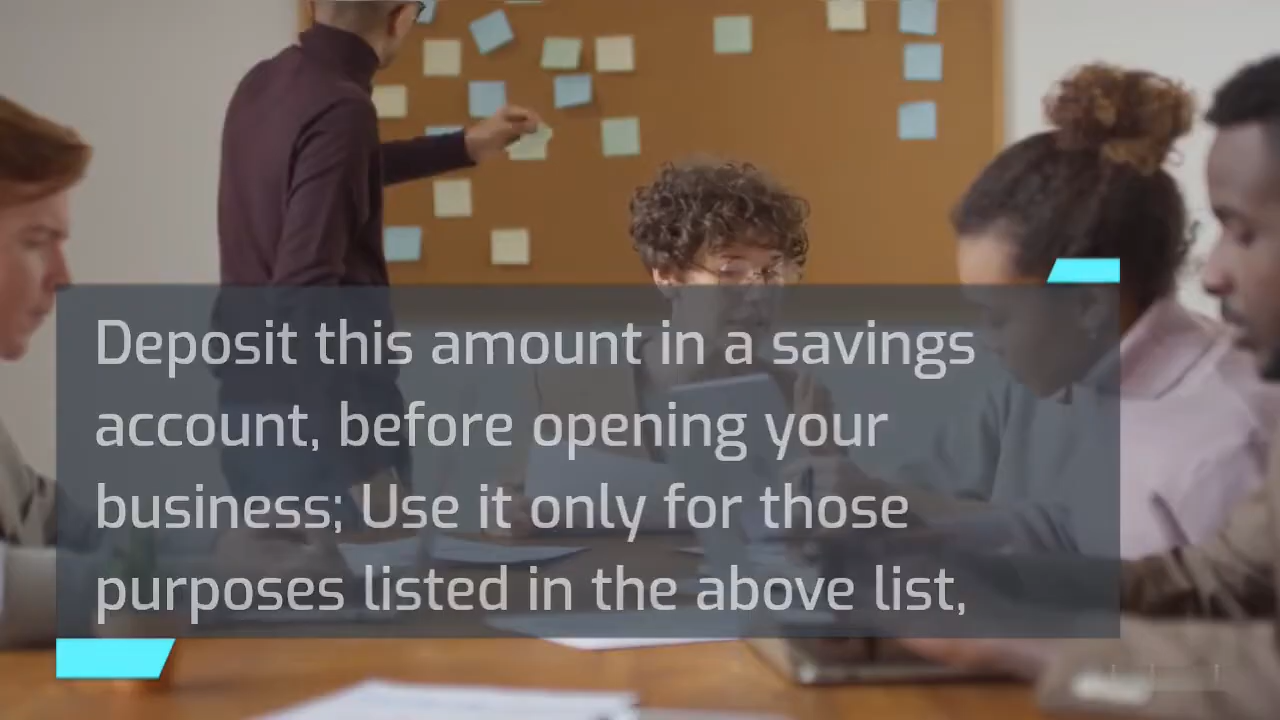 Deposit this amount in a savings
account, before opening your
business; Use it only for those
purposes listed in the above list,